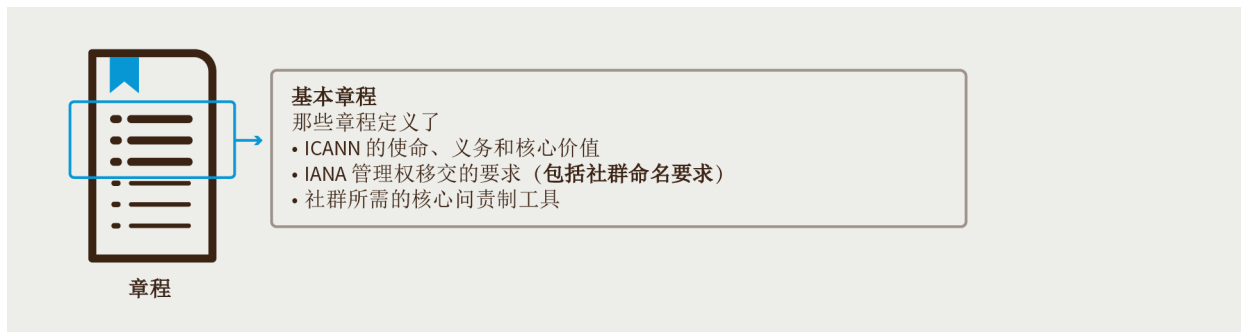 基本章程
那些章程定义了
• ICANN 的使命、义务和核心价值
• IANA 管理权移交的要求（包括社群命名要求）
• 社群所需的核心问责制工具
章程